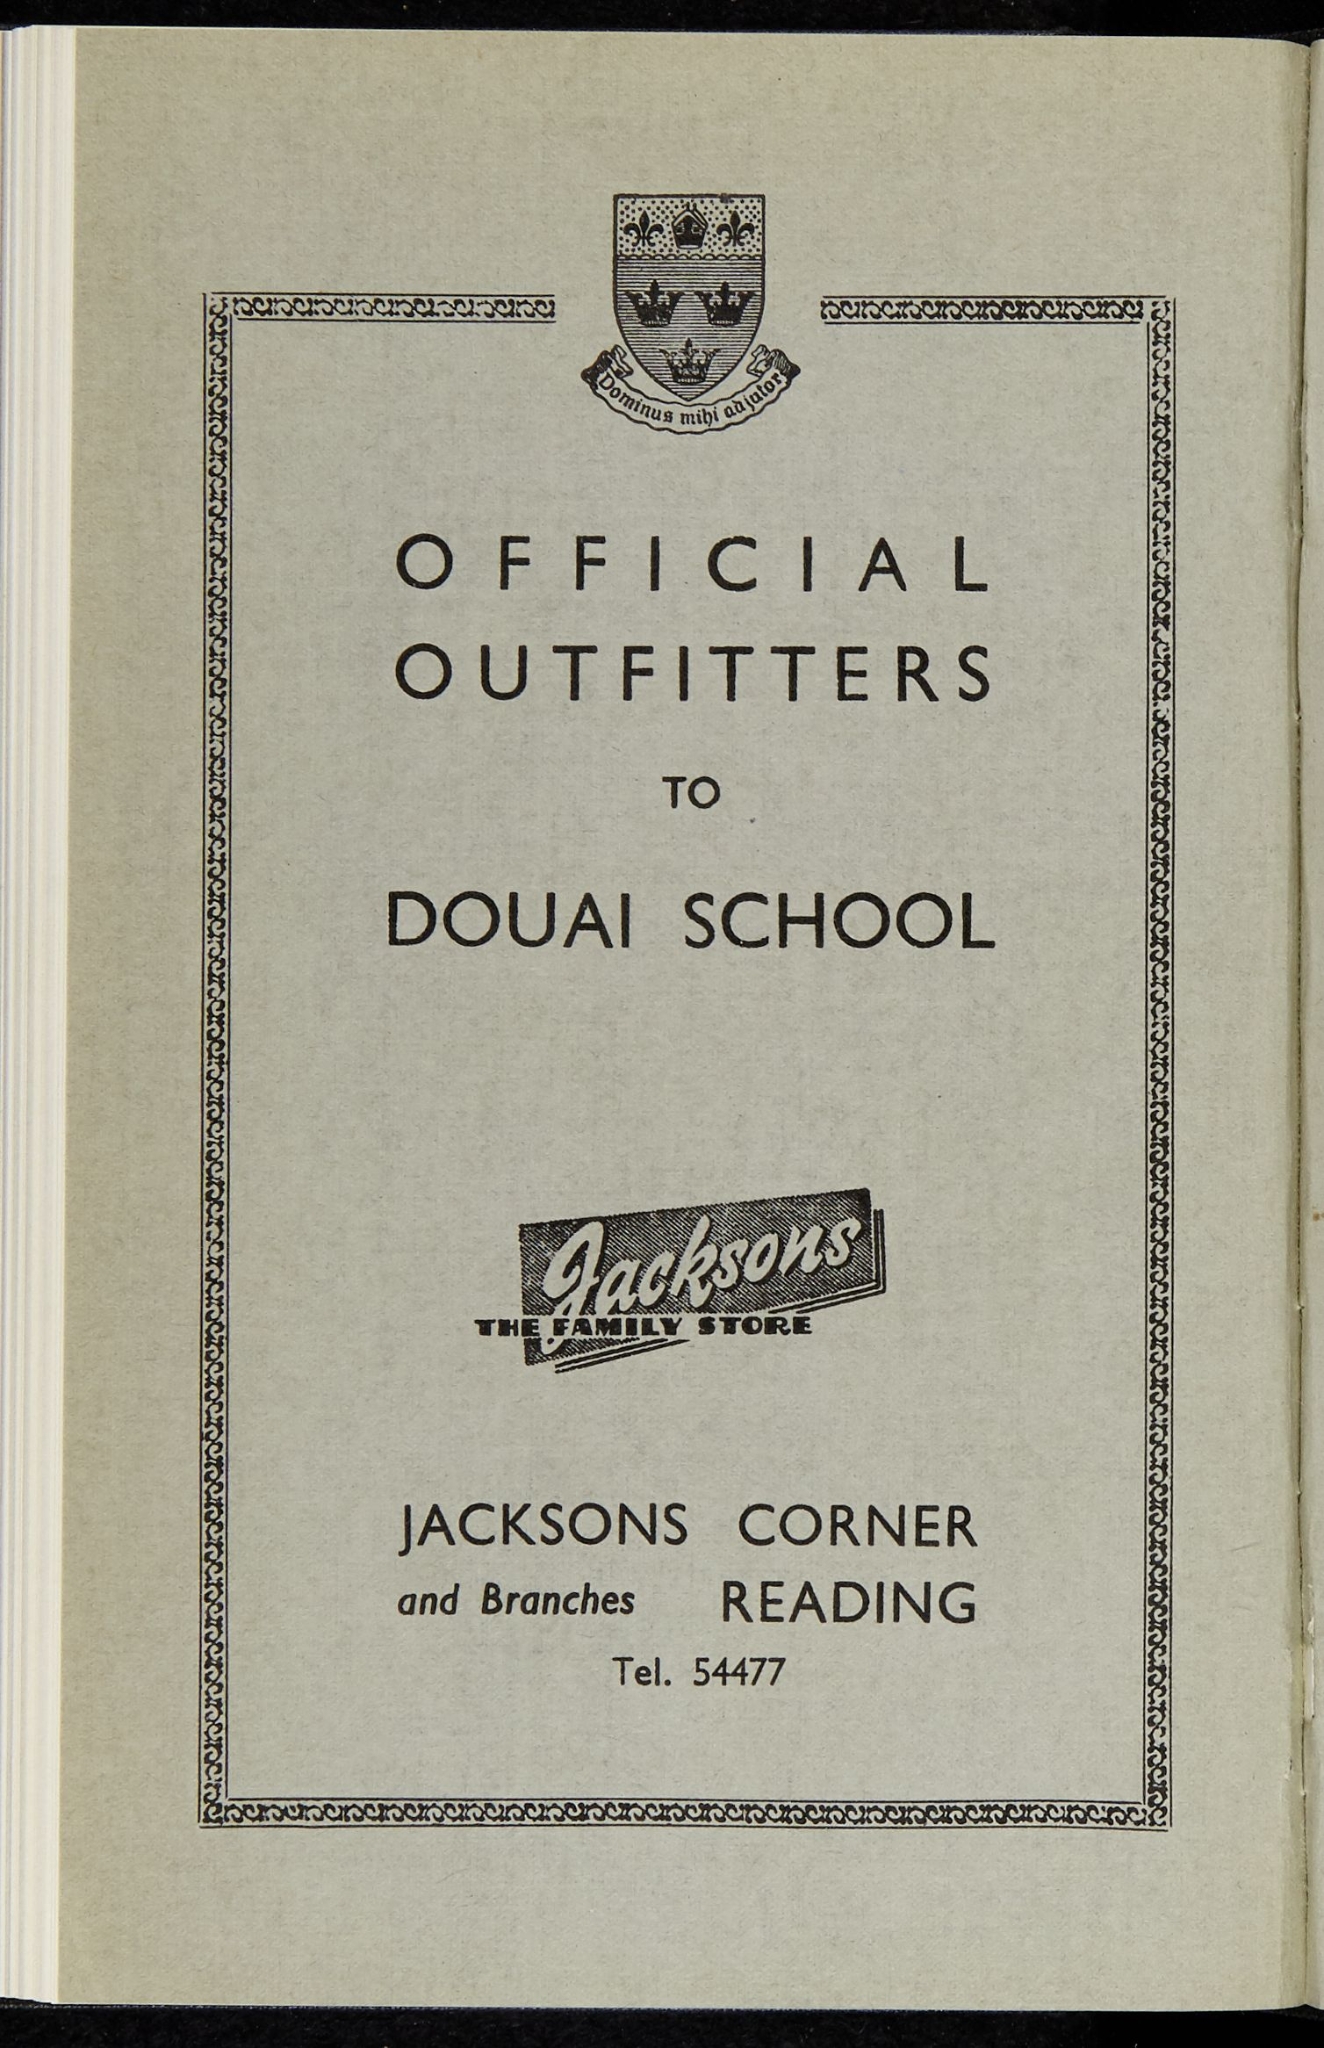 Dominus mihi adjutor
OFFICIAL
OUTFITTERS
TO
DOUAI SCHOOL
Jacksons
THE FAMILY STORE
JACKSONS CORNER
and Branches READING
Tel. 54477